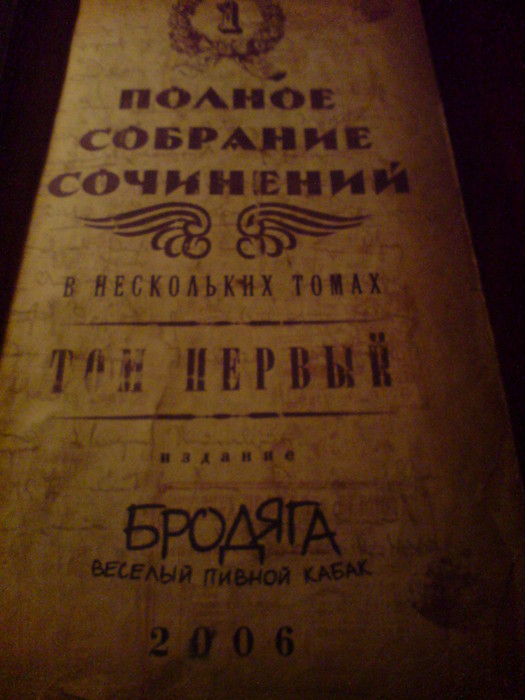 1
ПОЛНОЕ
СОБРАНИЕ
СОЧИНЕНИЙ
В НЕСКОЛЬКИХ ТОМАХ
ТОМ ПЕРВЫЙ
издание
БРОДЯГА
ВЕСЕЛЫЙ ПИВНОЙ КАБАК
2006